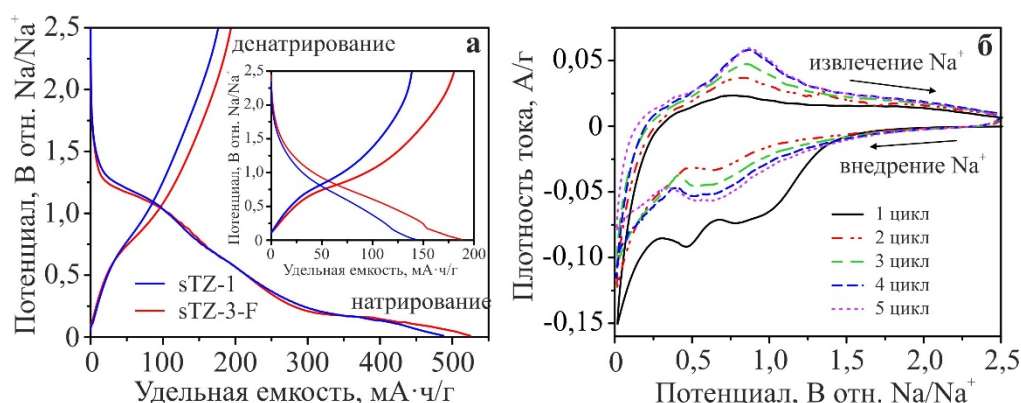 а
денатрирование
Потенциал, В отн. Na/Na⁺
2,5
2,0
1,5
1,0
0,5
0
0
100
200
300
400
500
Удельная емкость, мА·ч/г
sTZ-1
sTZ-3-F
натрирование
Потенциал, В отн. Na/Na⁺
2,5
2,0
1,5
1,0
0,5
0
0
50
100
150
200
Удельная емкость, мА·ч/г
б
извлечение Na⁺
внедрение Na⁺
Плотность тока, А/г
0,05
0
-0,05
-0,10
-0,15
0
0,5
1,0
1,5
2,0
2,5
Потенциал, В отн. Na/Na⁺
1 цикл
2 цикл
3 цикл
4 цикл
5 цикл